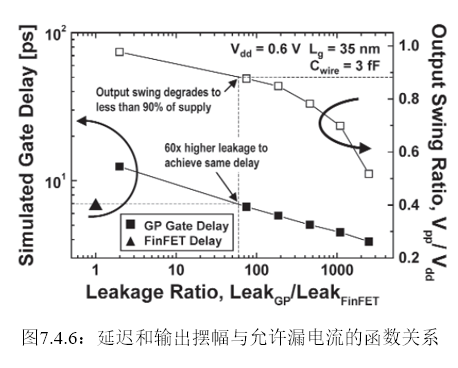 10²
V_dd = 0.6 V L_g = 35 nm
C_wire = 3 fF
1.0
Output swing degrades to
less than 90% of supply
0.8
60x higher leakage to
achieve same delay
0.6
10¹
0.4
GP Gate Delay
FinFET Delay
0.2
1 10 100 1000
Simulated Gate Delay [ps]
Output Swing Ratio, V_pp / V_dd
Leakage Ratio, Leak_GP/Leak_FinFET
图7.4.6：延迟和输出摆幅与允许漏电流的函数关系